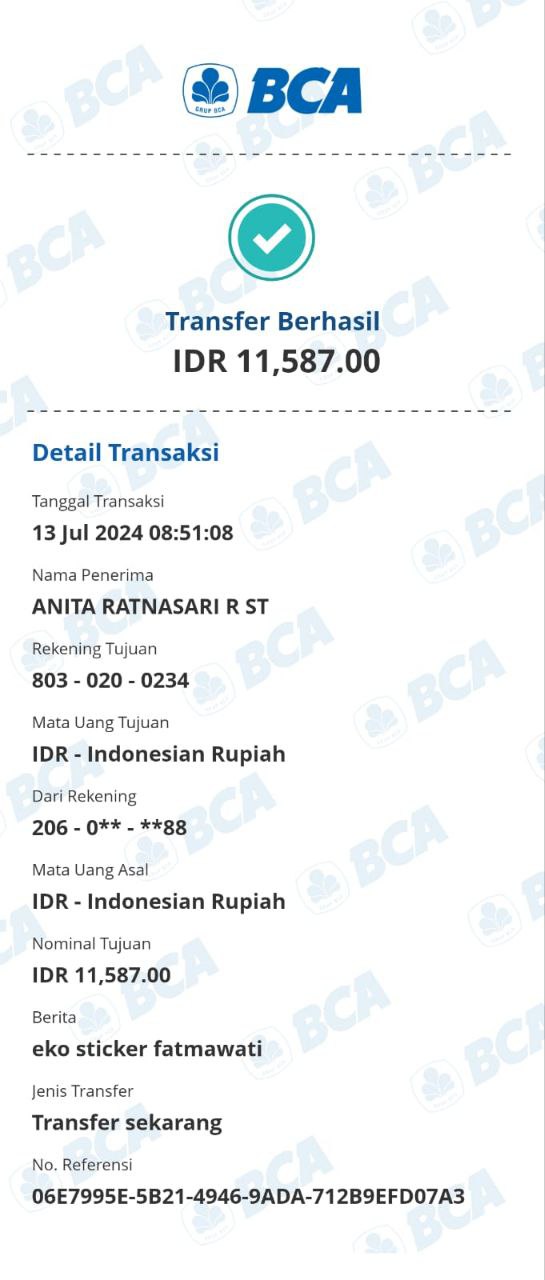 GRUP BCA
BCA
Transfer Berhasil
IDR 11,587.00
Detail Transaksi
Tanggal Transaksi
13 Jul 2024 08:51:08
Nama Penerima
ANITA RATNASARI R ST
Rekening Tujuan
803 - 020 - 0234
Mata Uang Tujuan
IDR - Indonesian Rupiah
Dari Rekening
206 - 0** - **88
Mata Uang Asal
IDR - Indonesian Rupiah
Nominal Tujuan
IDR 11,587.00
Berita
eko sticker fatmawati
Jenis Transfer
Transfer sekarang
No. Referensi
06E7995E-5B21-4946-9ADA-712B9EFD07A3